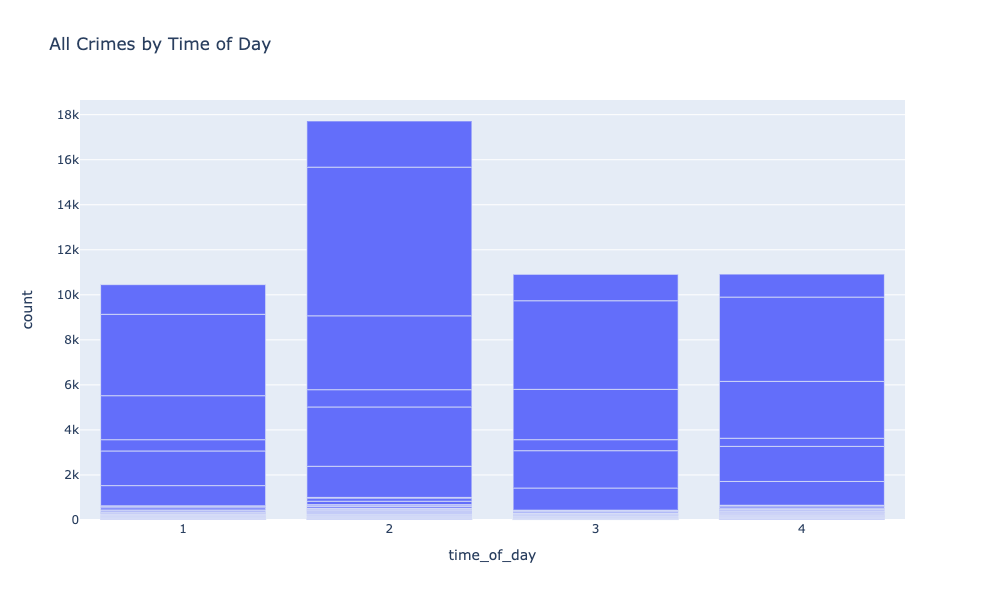 All Crimes by Time of Day
18k
16k
14k
12k
10k
8k
6k
4k
2k
0
count
1 2 3 4
time_of_day